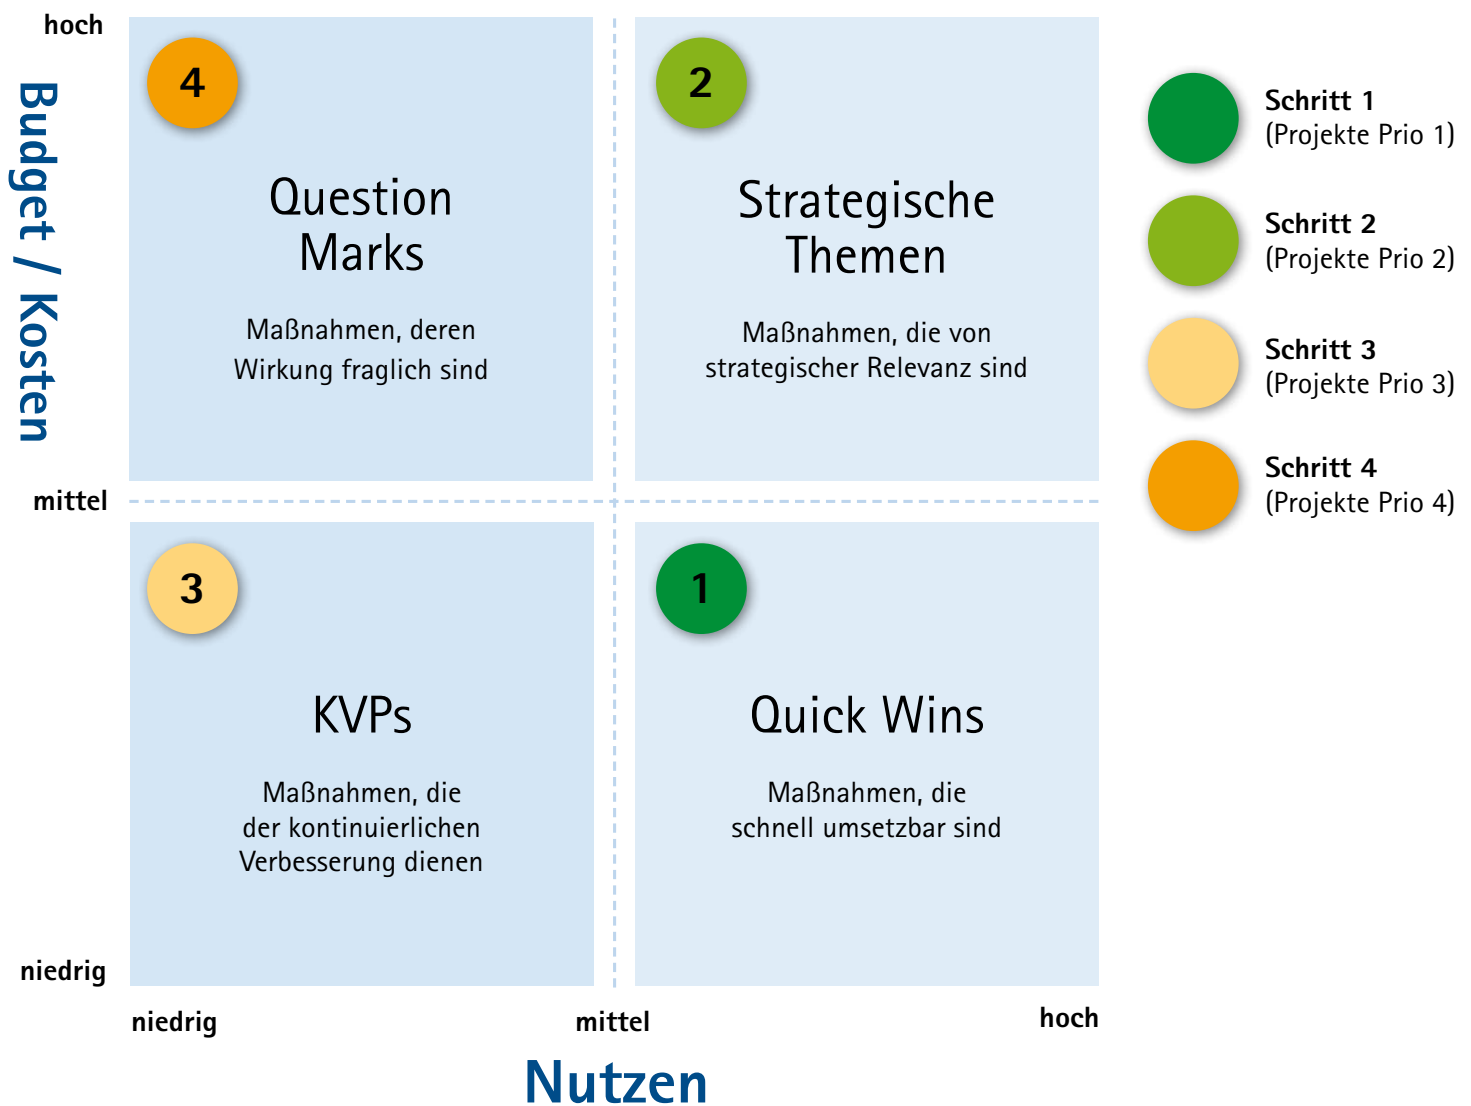 hoch
Budget / Kosten
4
Question
Marks
Maßnahmen, deren
Wirkung fraglich sind
2
Strategische
Themen
Maßnahmen, die von
strategischer Relevanz sind
mittel
3
KVPs
Maßnahmen, die
der kontinuierlichen
Verbesserung dienen
1
Quick Wins
Maßnahmen, die
schnell umsetzbar sind
niedrig
niedrig
mittel
hoch
Nutzen
Schritt 1
(Projekte Prio 1)
Schritt 2
(Projekte Prio 2)
Schritt 3
(Projekte Prio 3)
Schritt 4
(Projekte Prio 4)